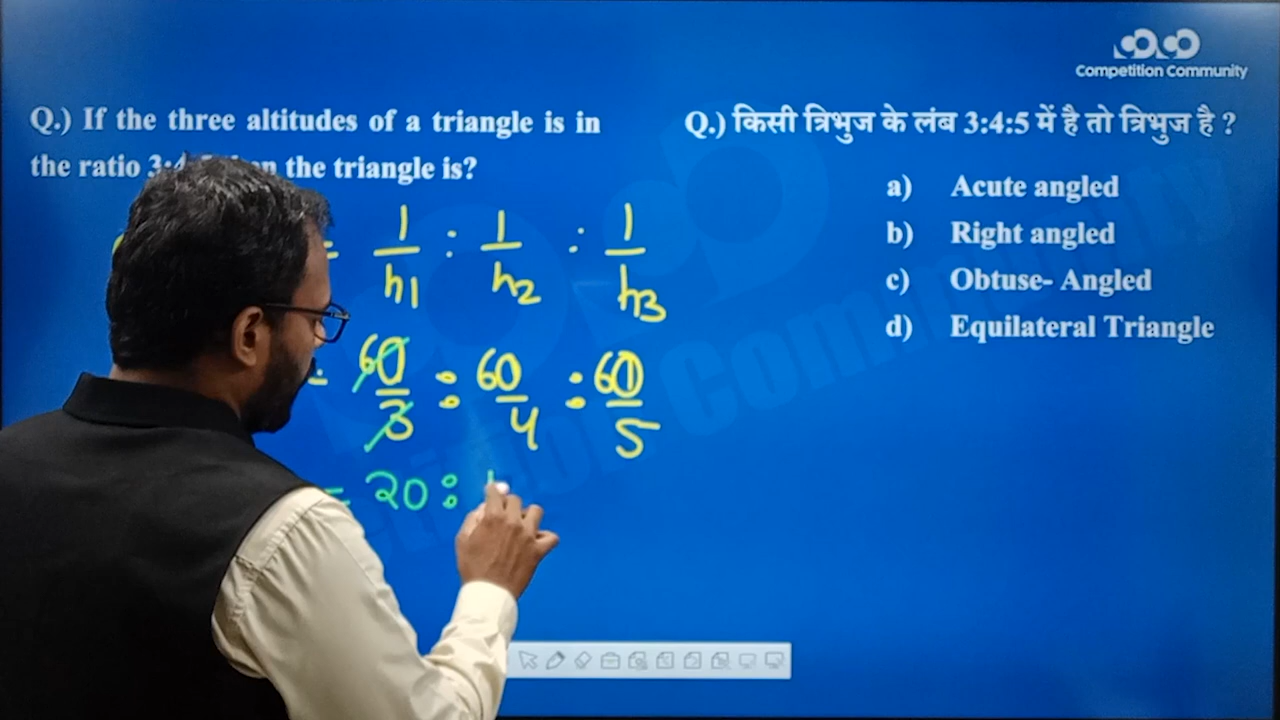 Competition Community
Q.) If the three altitudes of a triangle is in
the ratio 3:4 the triangle is?
Q.) किसी त्रिभुज के लंब 3:4:5 में है तो त्रिभुज है ?
a) Acute angled
b) Right angled
c) Obtuse- Angled
d) Equilateral Triangle
= 1/h1 : 1/h2 : 1/h3
= 60/3 : 60/4 : 60/5
= 20 :